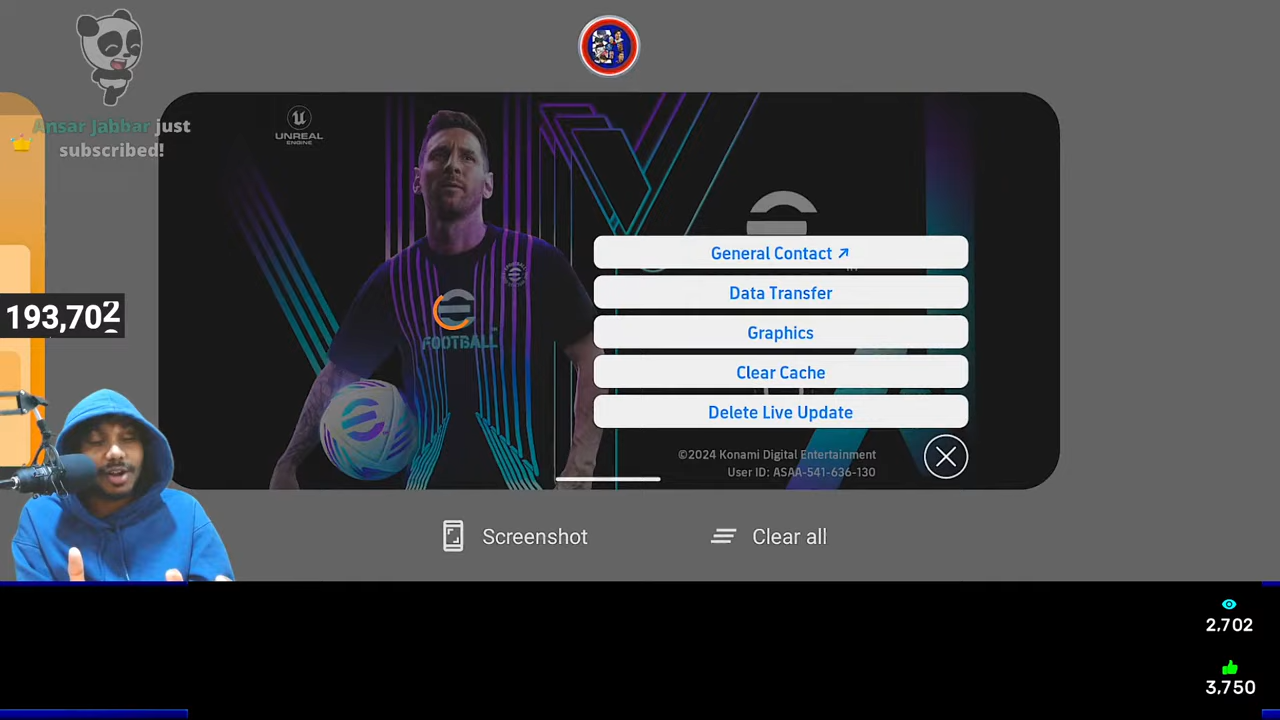 Ansar Jabbar just
subscribed!
UNREAL
ENGINE
193,702
FOOTBALL
General Contact ↗
Data Transfer
Graphics
Clear Cache
Delete Live Update
©2024 Konami Digital Entertainment
User ID: ASAA-541-636-130
Screenshot
Clear all
2,702
3,750